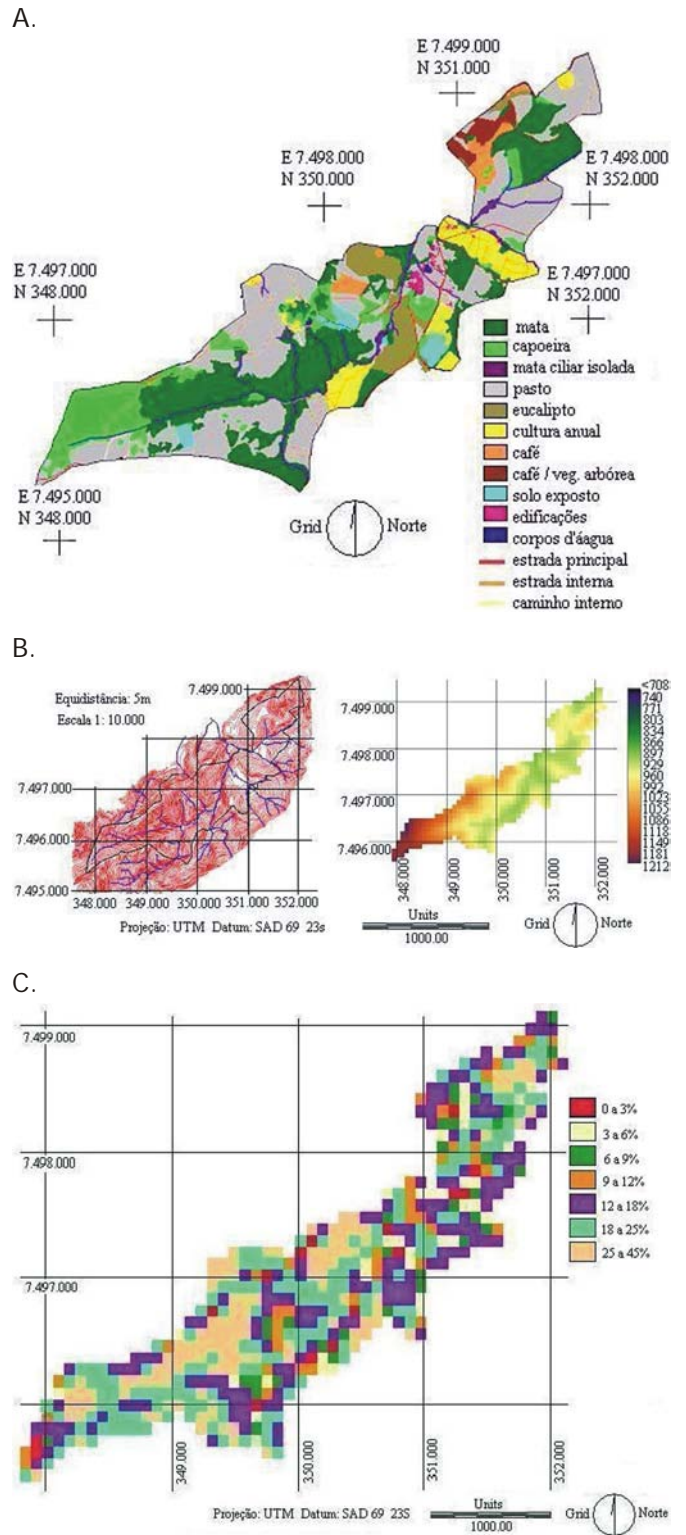 A.
E 7.499.000
N 351.000
E 7.498.000
N 350.000
E 7.498.000
N 352.000
E 7.497.000
N 348.000
E 7.497.000
N 352.000
E 7.495.000
N 348.000
Grid Norte
mata
capoeira
mata ciliar isolada
pasto
eucalipto
cultura anual
café
café / veg. arbórea
solo exposto
edificações
corpos d'áagua
estrada principal
estrada interna
caminho interno
B.
Equidistância: 5m
Escala 1: 10.000
7.499.000
7.497.000
7.496.000
7.495.000
348.000 349.000 350.000 351.000 352.000
Projeção: UTM Datum: SAD 69 23s
7.499.000
7.498.000
7.497.000
7.496.000
348.000
349.000
350.000
351.000
352.000
Units
1000.00
Grid Norte
<708
740
771
803
834
866
897
929
960
992
1023
1055
1086
1118
1149
1181
1212
C.
7.499.000
7.498.000
7.497.000
349.000
350.000
351.000
352.000
0 a 3%
3 a 6%
6 a 9%
9 a 12%
12 a 18%
18 a 25%
25 a 45%
Projeção: UTM Datum: SAD 69 23S
Units
1000.00
Grid Norte